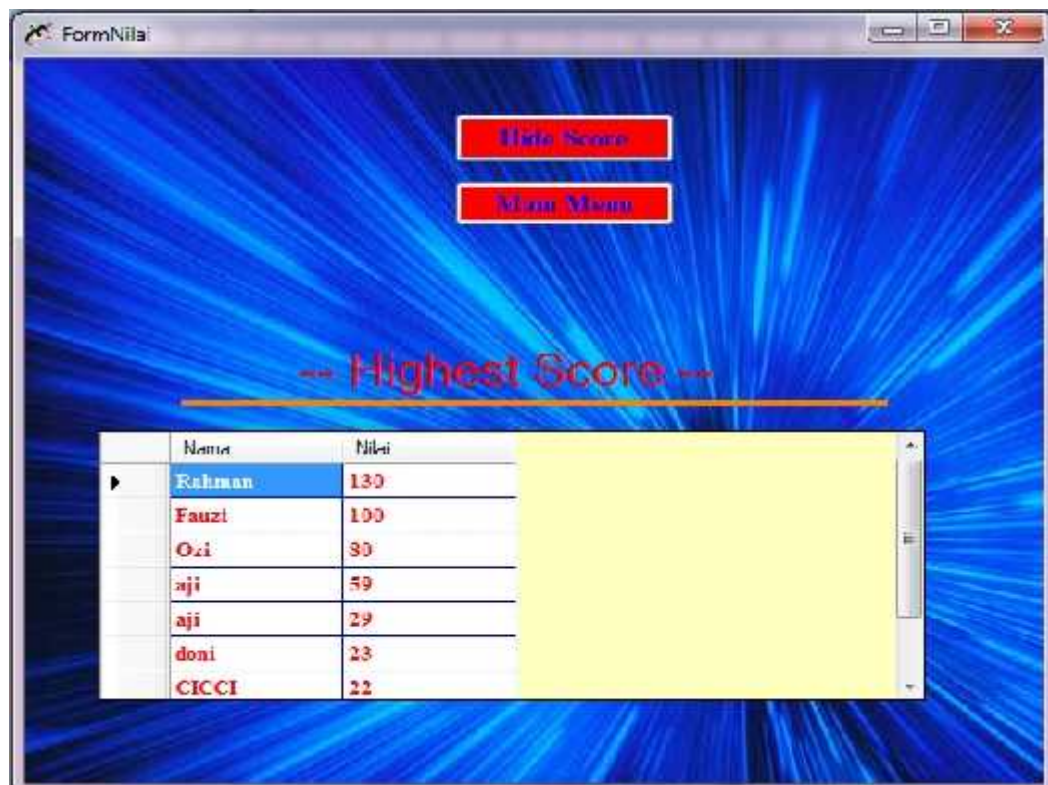 FormNilai
Hide Score
Main Menu
-- Highest Score --
Nama Nilai
Rahman 130
Fauzi 100
Ozi 80
aji 59
aji 29
doni 23
CICCI 22